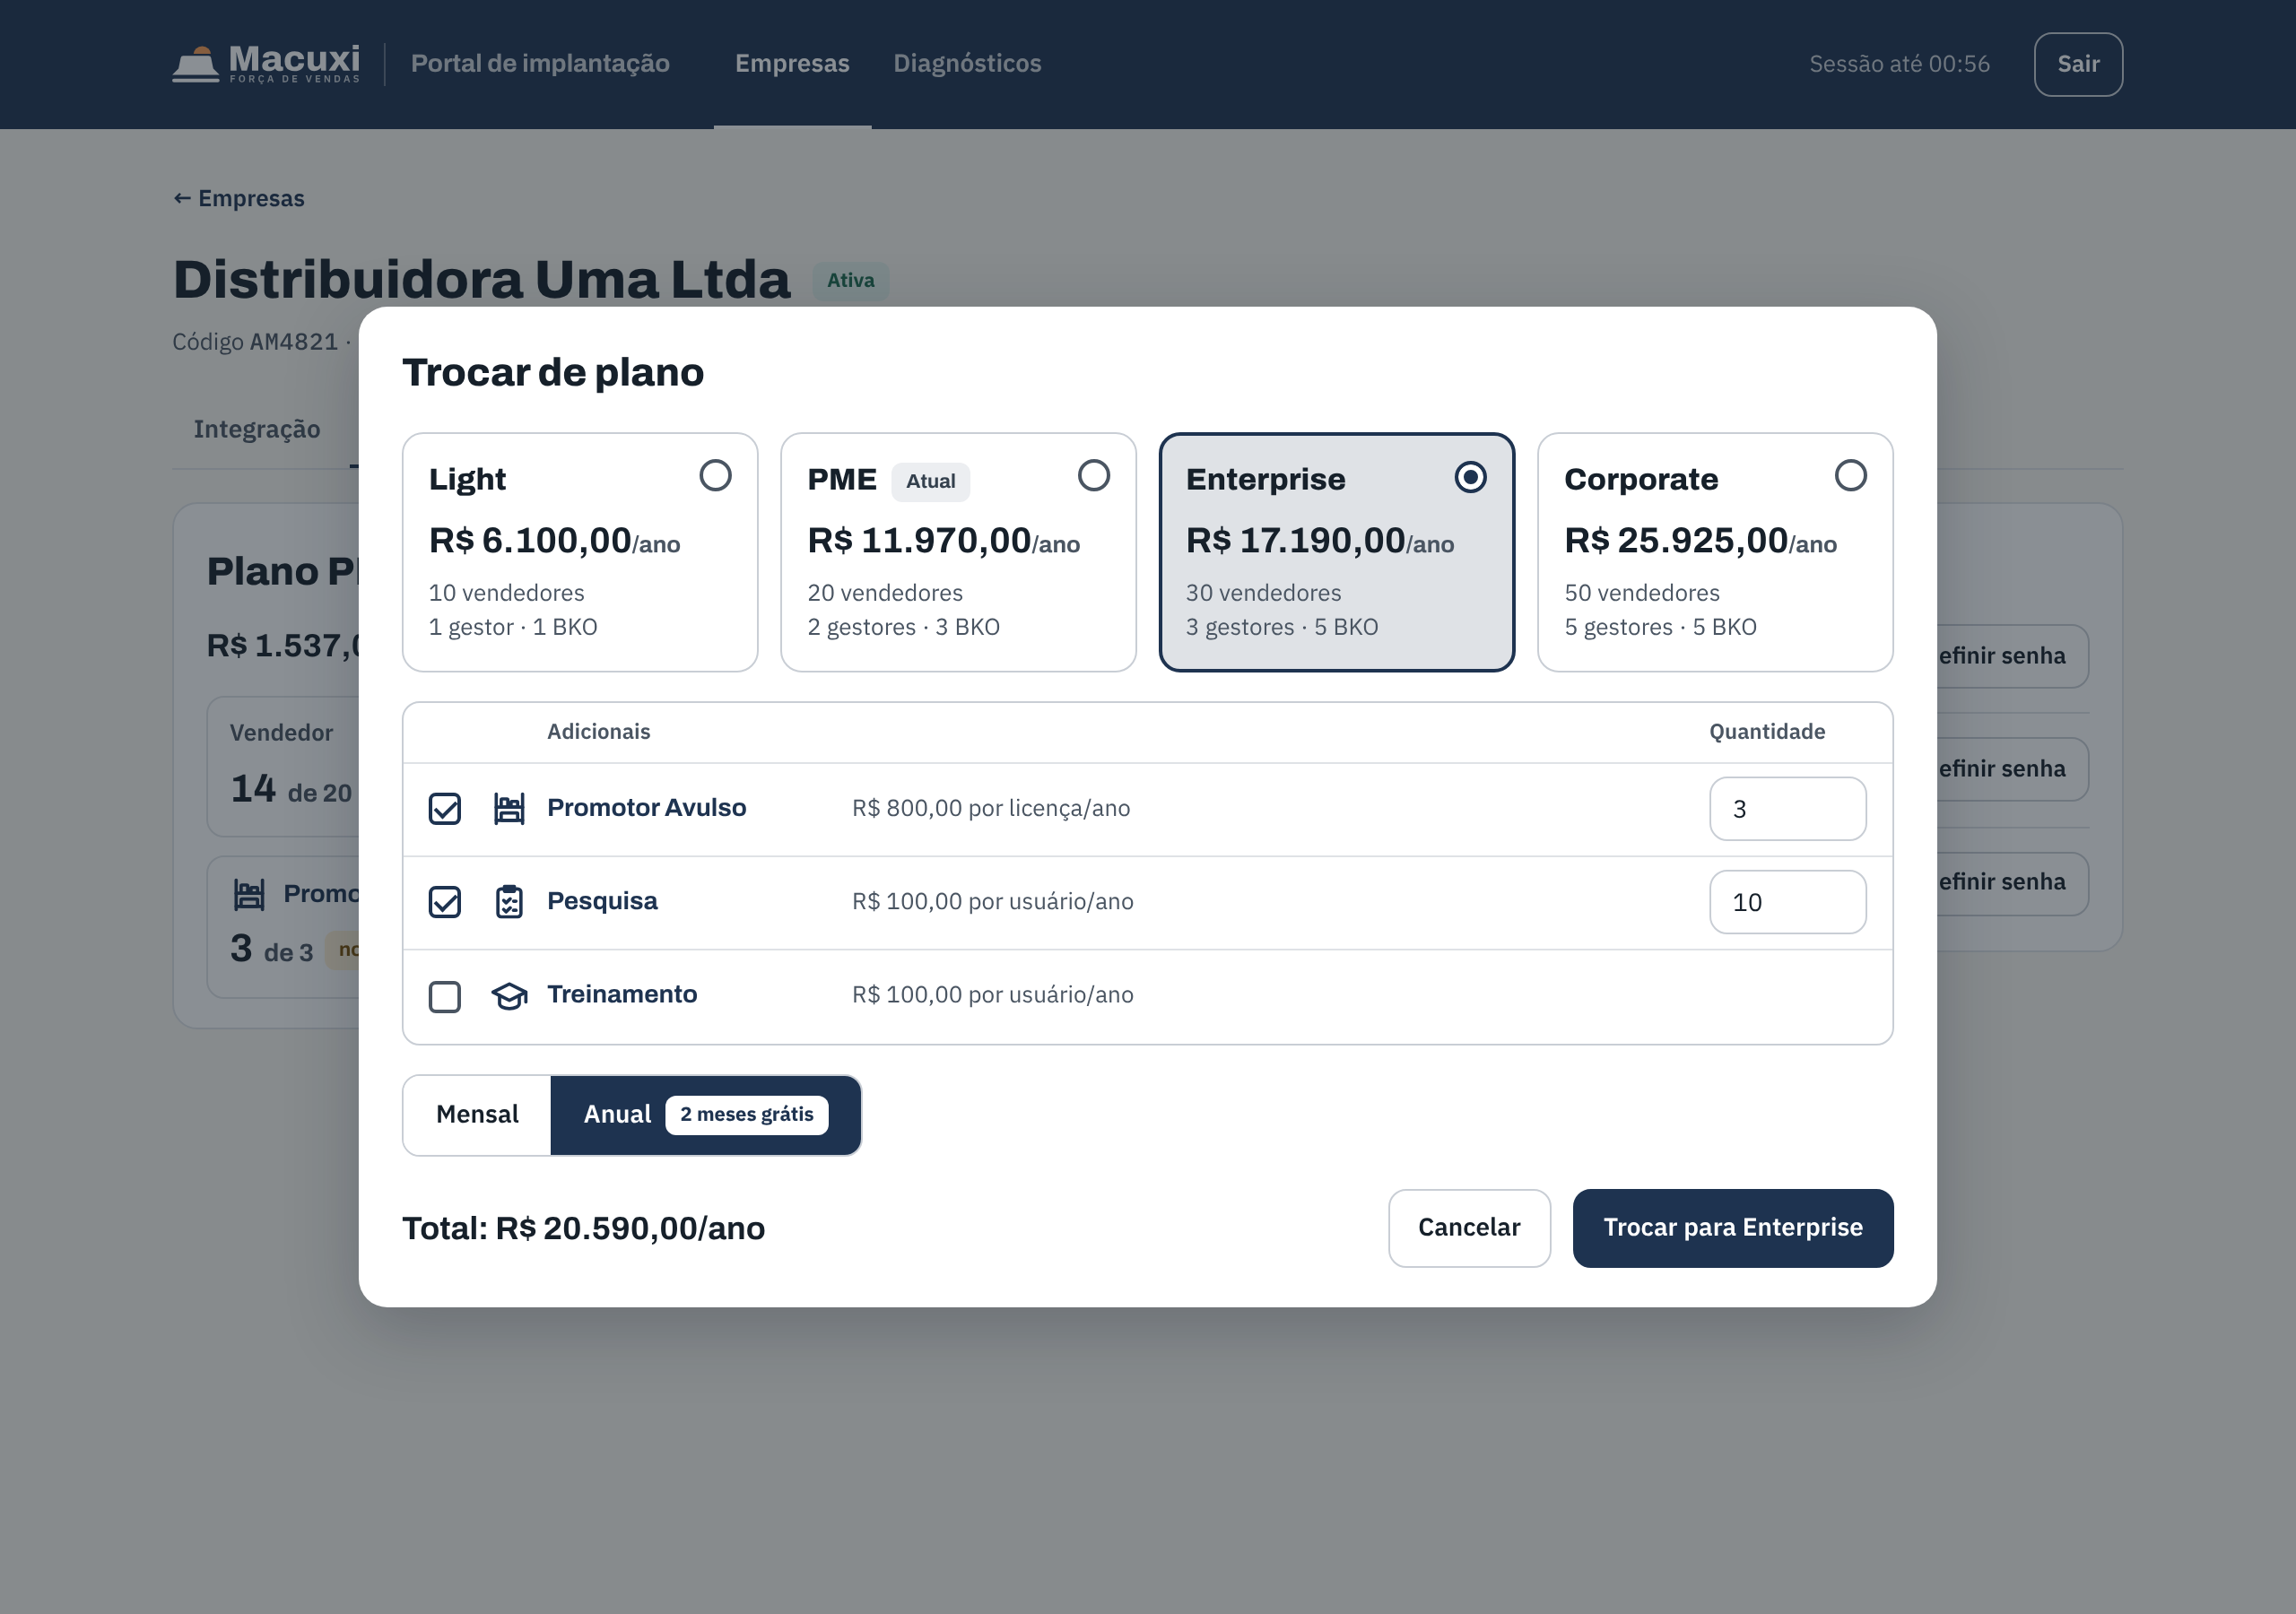 Macuxi
FORÇA DE VENDAS
Portal de implantação
Empresas
Diagnósticos
Sessão até 00:56
Sair
← Empresas
Distribuidora Uma Ltda
Ativa
Código AM4821 ·
Integração
Trocar de plano
Light
R$ 6.100,00/ano
10 vendedores
1 gestor · 1 BKO
PME Atual
R$ 11.970,00/ano
20 vendedores
2 gestores · 3 BKO
Enterprise
R$ 17.190,00/ano
30 vendedores
3 gestores · 5 BKO
Corporate
R$ 25.925,00/ano
50 vendedores
5 gestores · 5 BKO
Adicionais Quantidade
Promotor Avulso R$ 800,00 por licença/ano 3
Pesquisa R$ 100,00 por usuário/ano 10
Treinamento R$ 100,00 por usuário/ano
Mensal
Anual 2 meses grátis
Total: R$ 20.590,00/ano
Cancelar
Trocar para Enterprise
Plano
R$ 1.537,
Vendedor
14 de 20
Promo
3 de 3
efinir senha
efinir senha
efinir senha